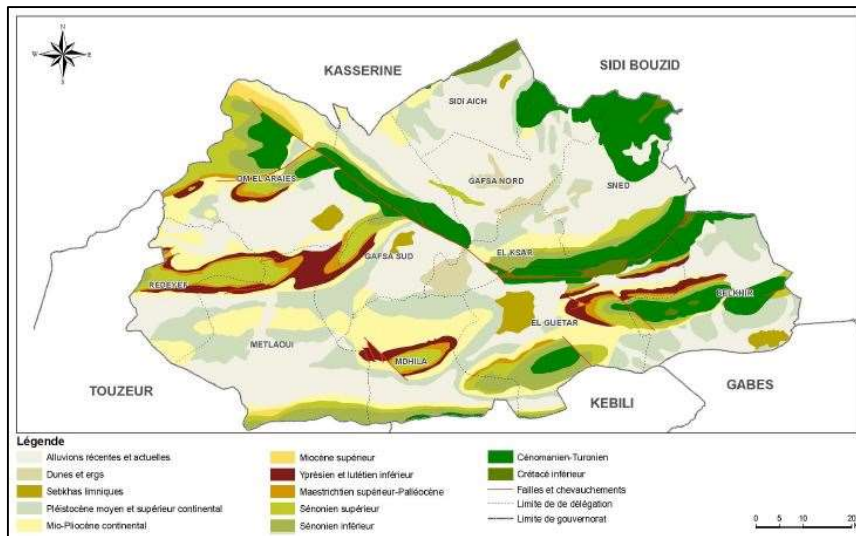 N
E
S
KASSERINE
SIDI BOUZID
SIDI AICH
OM EL ARAIES
GAFSA NORD
SNED
EL KSAR
GAFSA SUD
REDEYEF
BELKHIR
EL GUETAR
METLAOUI
MDHILA
TOUZEUR
KEBILI
GABES
Légende
Alluvions récentes et actuelles
Dunes et ergs
Sebkhas limniques
Pléistocène moyen et supérieur continental
Mio-Pliocène continental
Miocène supérieur
Yprésien et lutétien inférieur
Maestrichtien supérieur-Palléocène
Sénonien supérieur
Sénonien inférieur
Cénomanien-Turonien
Crétacé inférieur
Failles et chevauchements
Limite de de délégation
Limite de gouvernorat
0 5 10 20